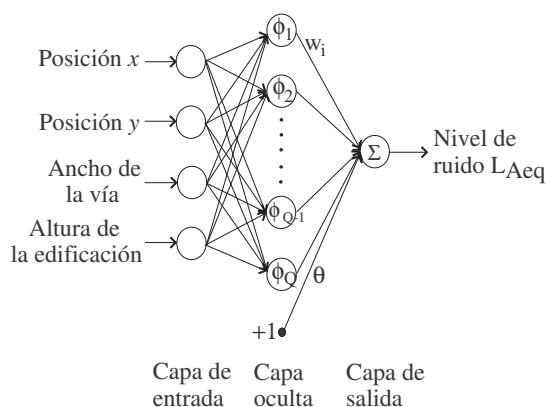 Posición x
Posición y
Ancho de
la vía
Altura de
la edificación
ϕ1
ϕ2
ϕQ-1
ϕQ
wi
θ
+1
Σ
Nivel de
ruido LAeq
Capa de
entrada
Capa
oculta
Capa de
salida